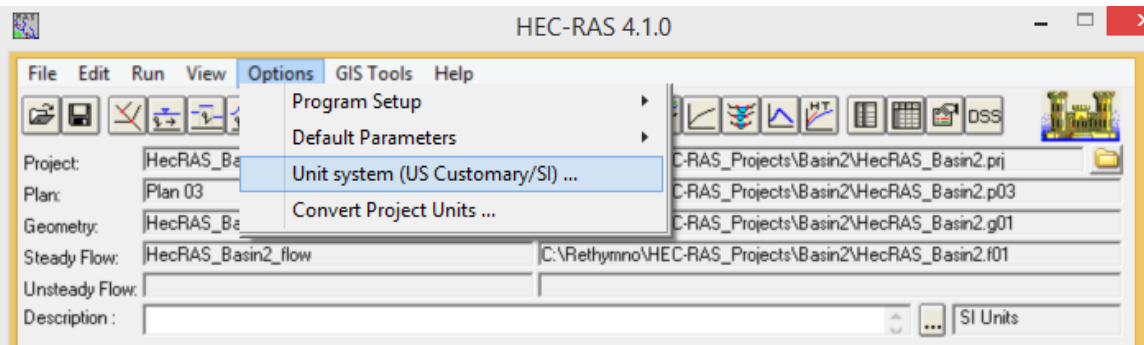 HEC-RAS 4.1.0
File Edit Run View Options GIS Tools Help
Program Setup
Default Parameters
Unit system (US Customary/SI) ...
Convert Project Units ...
HT DSS
Project: HecRAS_Ba C-RAS_Projects\Basin2\HecRAS_Basin2.prj
Plan: Plan 03 C-RAS_Projects\Basin2\HecRAS_Basin2.p03
Geometry: HecRAS_Ba C-RAS_Projects\Basin2\HecRAS_Basin2.g01
Steady Flow: HecRAS_Basin2_flow C:\Rethymno\HEC-RAS_Projects\Basin2\HecRAS_Basin2.f01
Unsteady Flow:
Description : ... SI Units